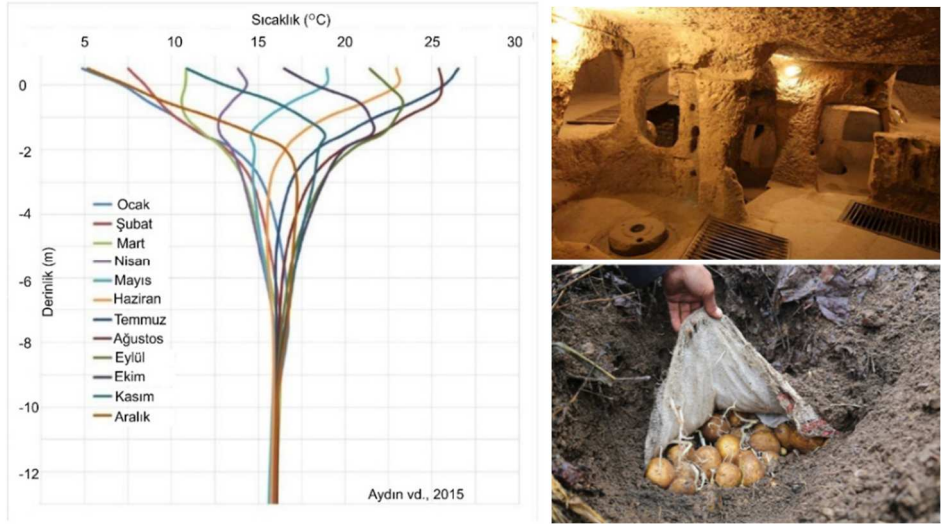 Sıcaklık (°C)
5 10 15 20 25 30
0
-2
-4
-6
-8
-10
-12
Derinlik (m)
Ocak
Şubat
Mart
Nisan
Mayıs
Haziran
Temmuz
Ağustos
Eylül
Ekim
Kasım
Aralık
Aydın vd., 2015